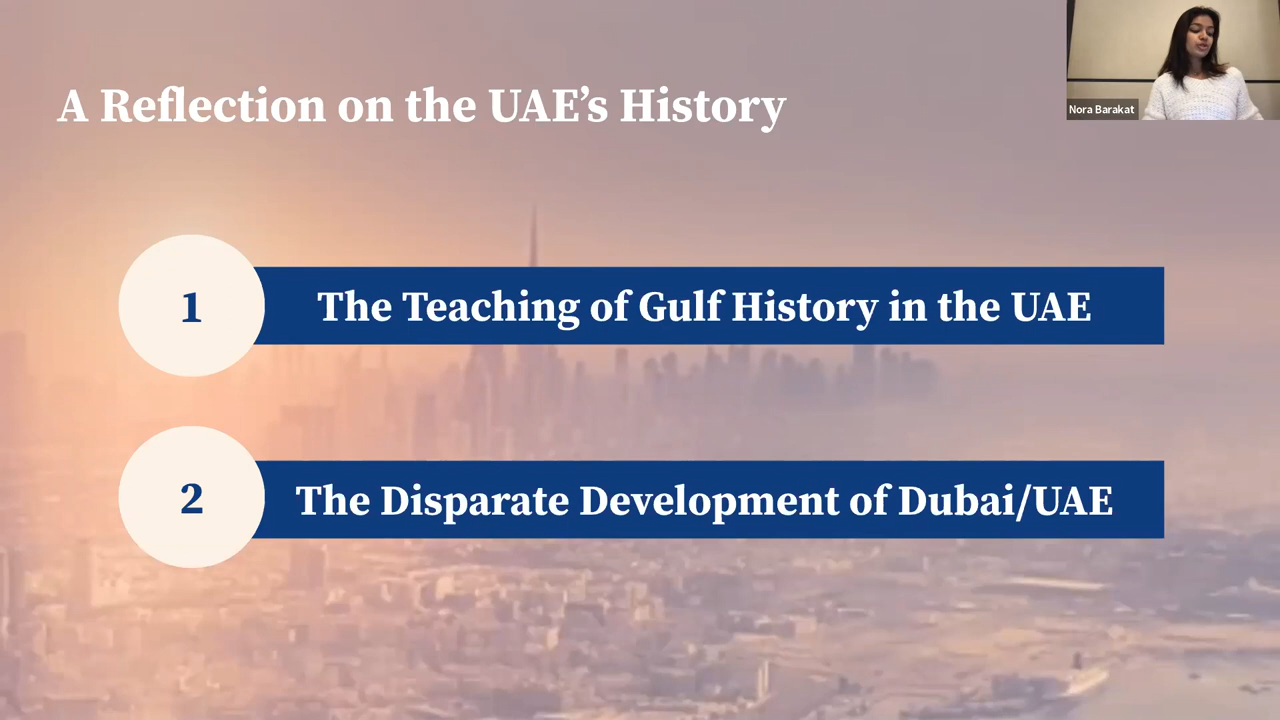 A Reflection on the UAE’s History
Nora Barakat
1
The Teaching of Gulf History in the UAE
2
The Disparate Development of Dubai/UAE